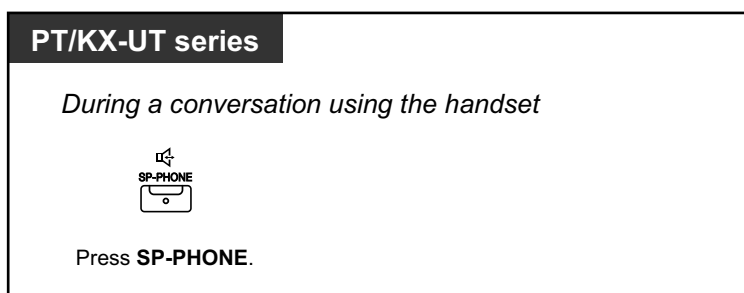 PT/KX-UT series
During a conversation using the handset
SP-PHONE
Press SP-PHONE.